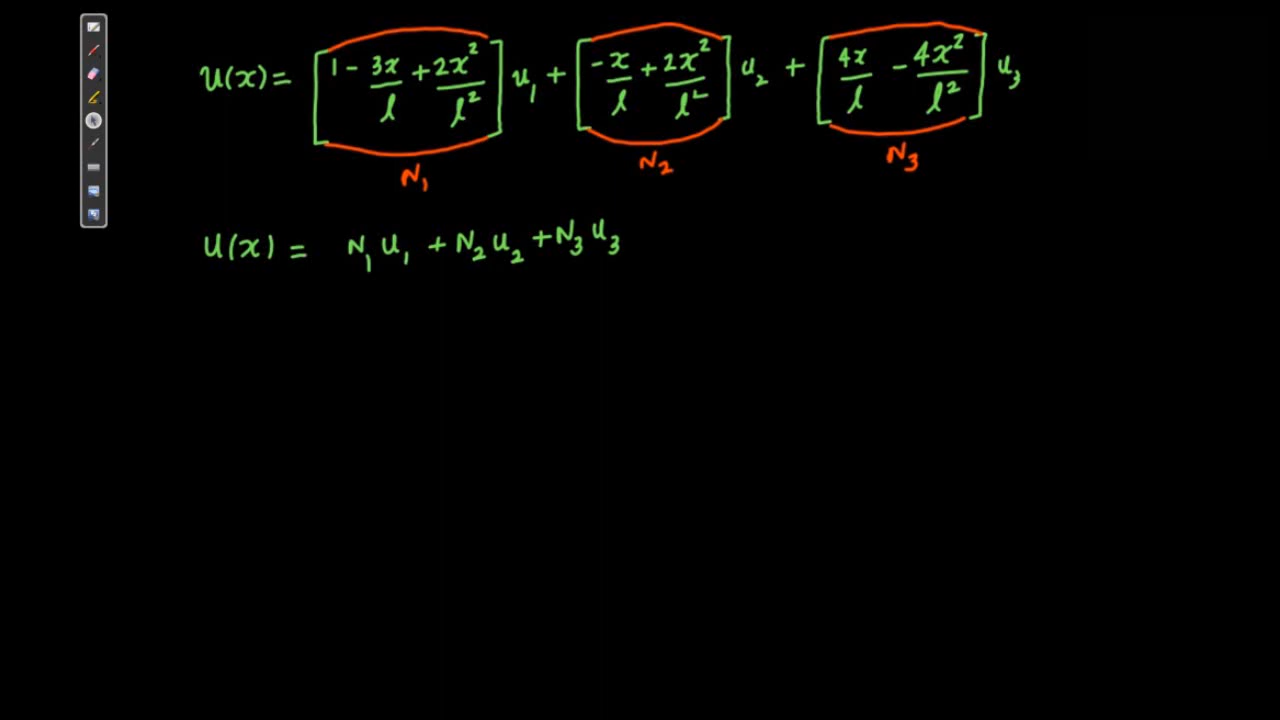 u(x) = [1 - 3x/l + 2x²/l²] u₁ + [-x/l + 2x²/l²] u₂ + [4x/l - 4x²/l²] u₃
N₁ N₂ N₃
u(x) = N₁ u₁ + N₂ u₂ + N₃ u₃